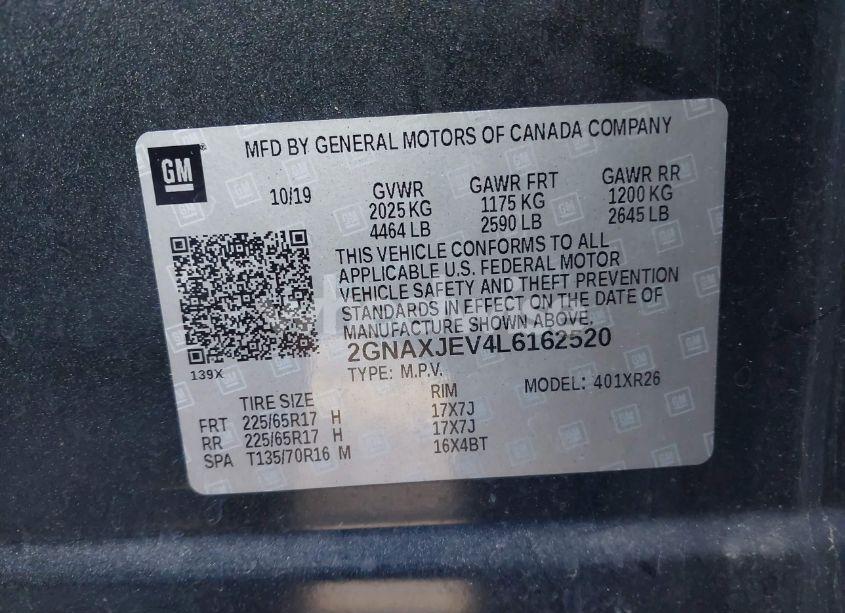 MFD BY GENERAL MOTORS OF CANADA COMPANY
GM
10/19 GVWR GAWR FRT GAWR RR
2025 KG 1175 KG 1200 KG
4464 LB 2590 LB 2645 LB
THIS VEHICLE CONFORMS TO ALL
APPLICABLE U.S. FEDERAL MOTOR
VEHICLE SAFETY AND THEFT PREVENTION
STANDARDS IN EFFECT ON THE DATE OF
MANUFACTURE SHOWN ABOVE.
2GNAXJEV4L6162520
139X
TYPE: M.P.V. MODEL: 401XR26
TIRE SIZE RIM
FRT 225/65R17 H 17X7J
RR 225/65R17 H 17X7J
SPA T135/70R16 M 16X4BT